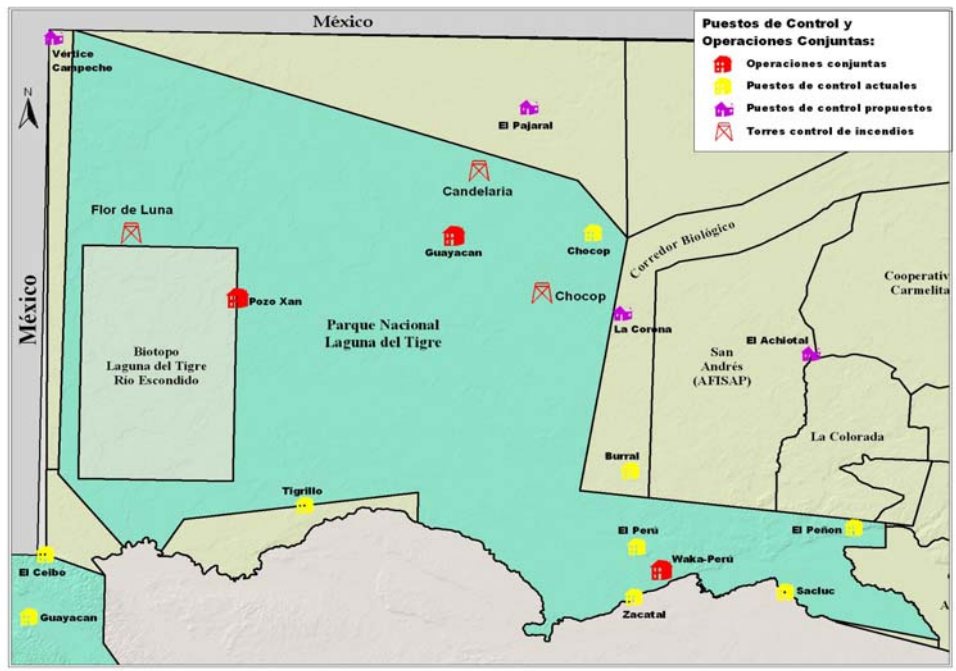 México
Puestos de Control y
Operaciones Conjuntas:
Operaciones conjuntas
Puestos de control actuales
Puestos de control propuestos
Torres control de incendios
Vértice
Campeche
N
El Pajaral
Candelaria
Flor de Luna
Guayacan
Chocop
Corredor Biológico
Cooperativ
Carmelita
Pozo Xan
Chocop
México
Parque Nacional
Laguna del Tigre
La Corona
El Achiotal
Biotopo
Laguna del Tigre
Río Escondido
San
Andrés
(AFISAP)
La Colorada
Burral
Tigrillo
El Perú
El Peñon
Waka-Perú
El Ceibo
Sacluc
Guayacan
Zacatal
A